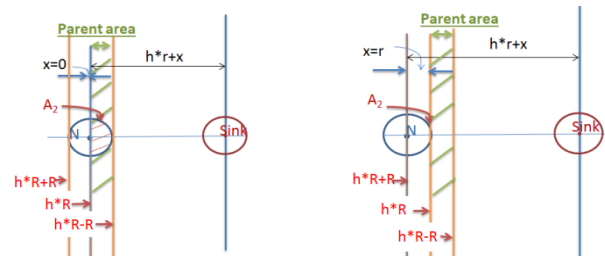 Parent area
h*r+x
x=0
A2
N
Sink
h*R+R
h*R
h*R-R
Parent area
h*r+x
x=r
A2
N
Sink
h*R+R
h*R
h*R-R